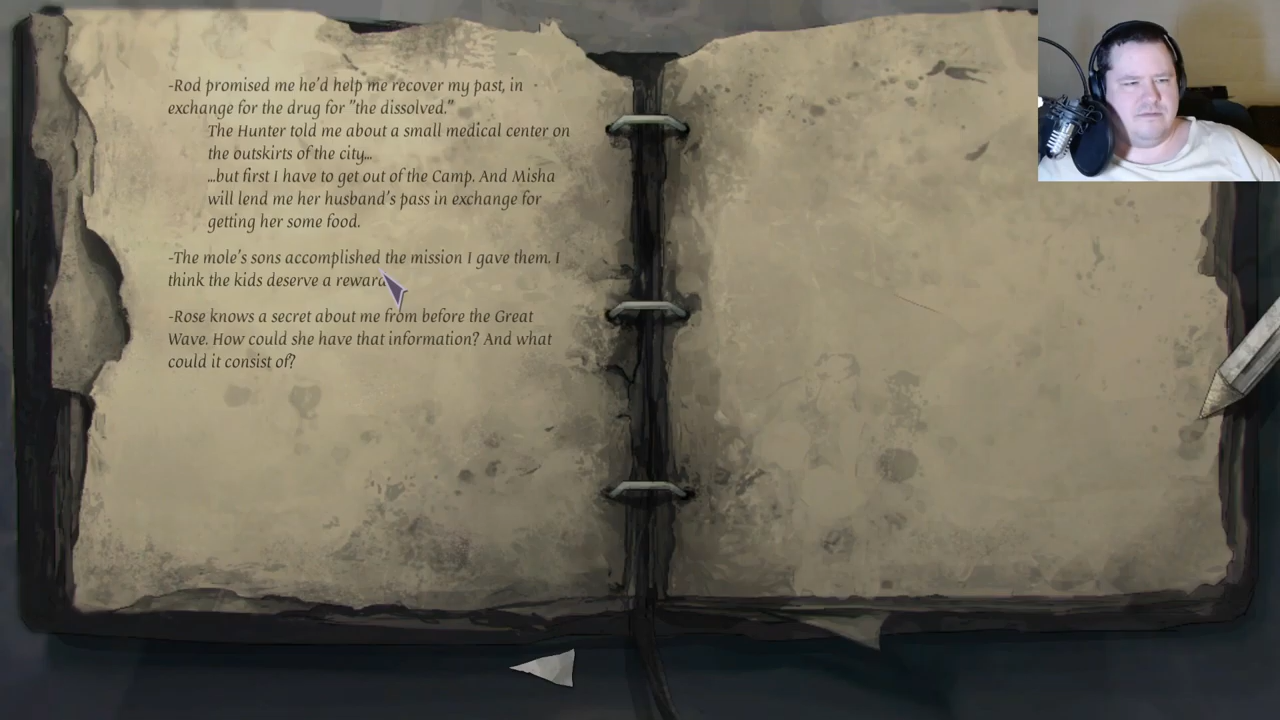 -Rod promised me he'd help me recover my past, in
exchange for the drug for "the dissolved."
The Hunter told me about a small medical center on
the outskirts of the city...
...but first I have to get out of the Camp. And Misha
will lend me her husband's pass in exchange for
getting her some food.
-The mole's sons accomplished the mission I gave them. I
think the kids deserve a reward
-Rose knows a secret about me from before the Great
Wave. How could she have that information? And what
could it consist of?